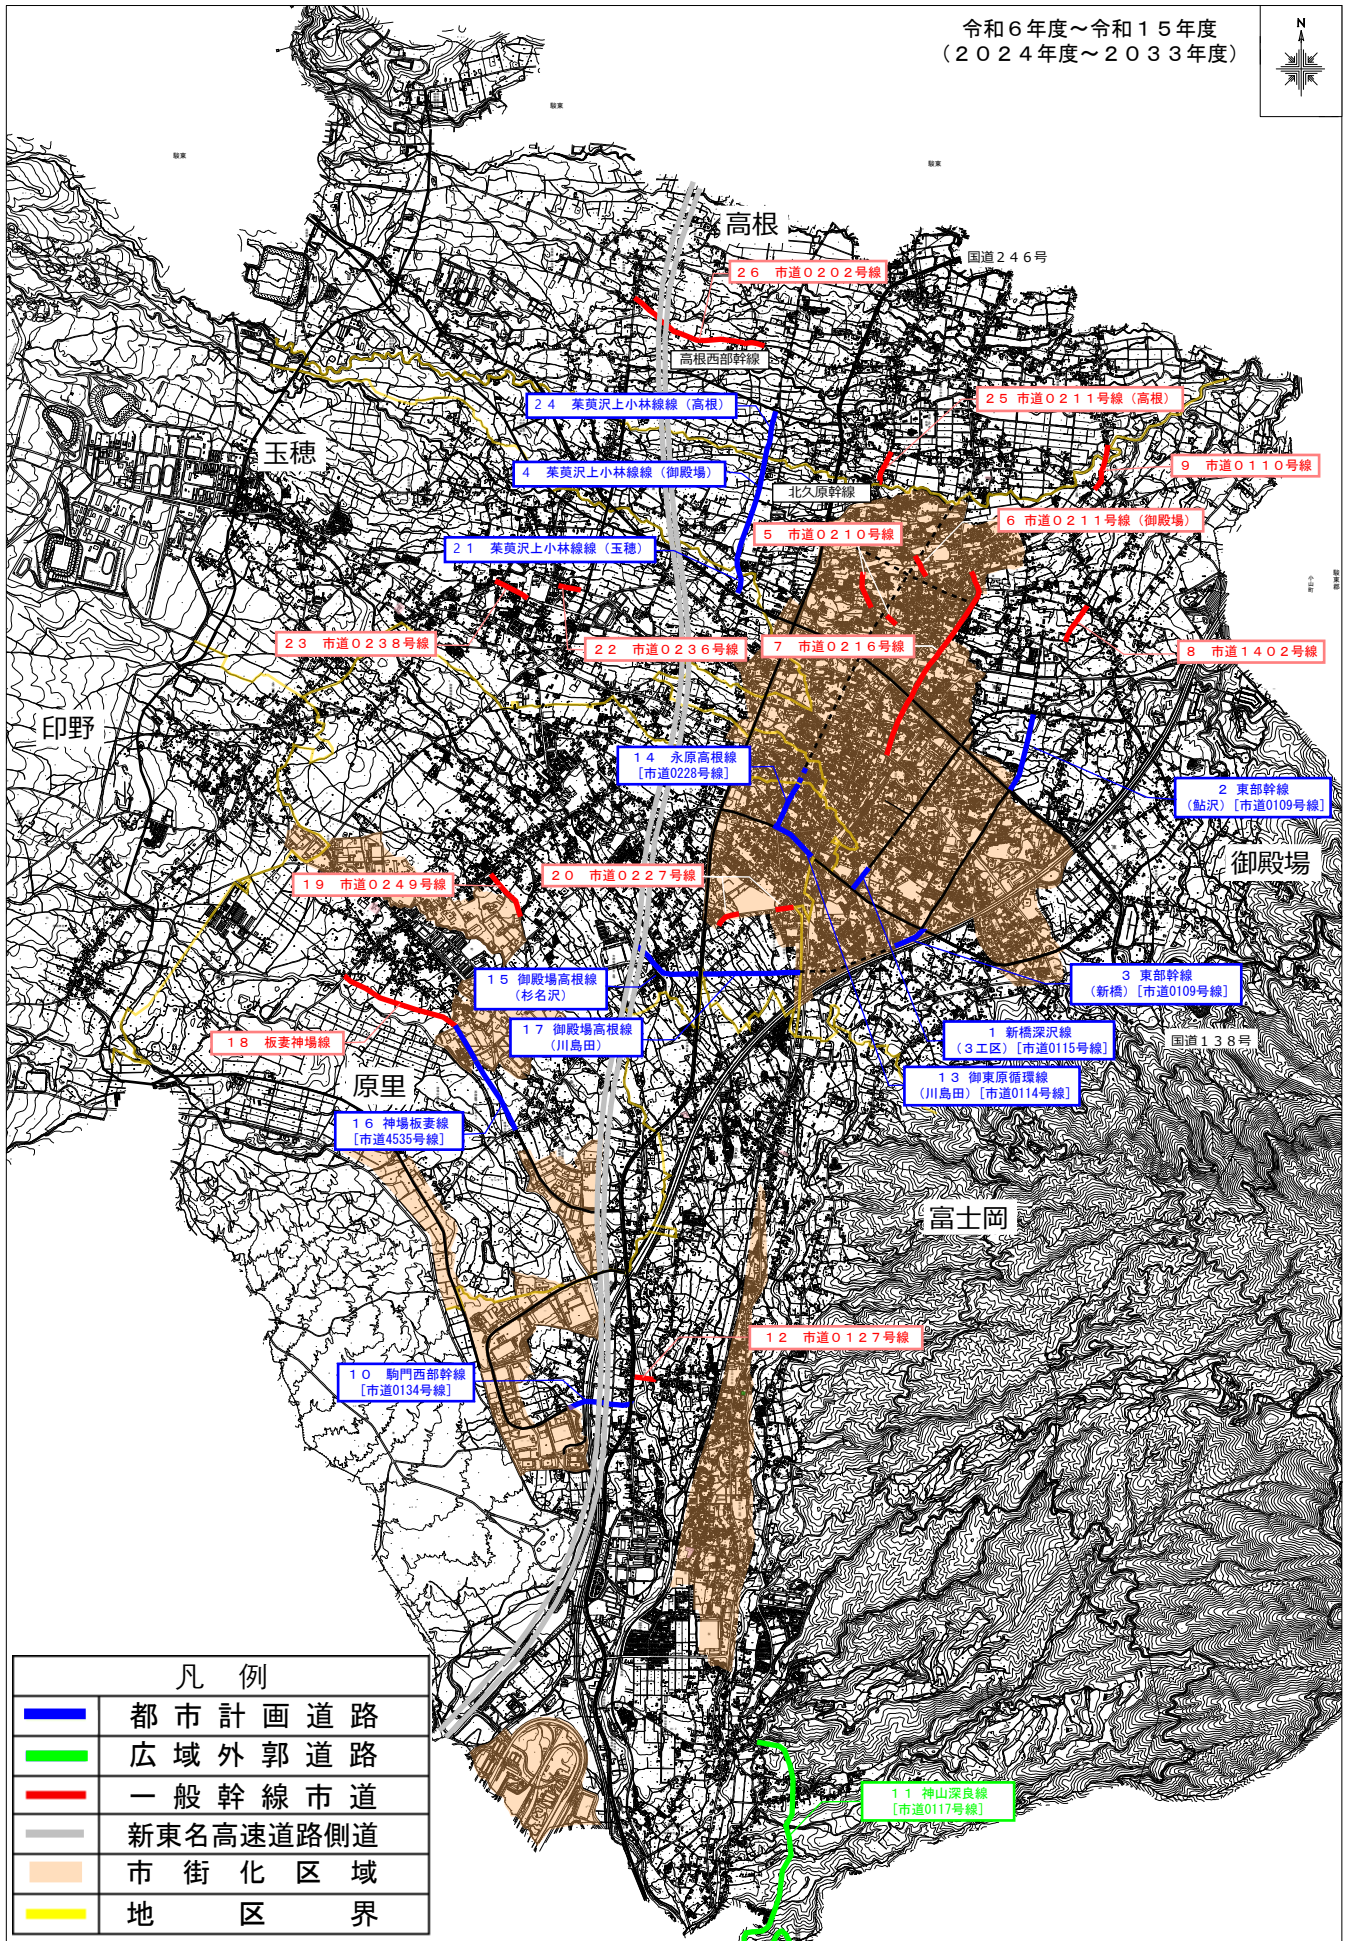 令和６年度～令和１５年度
（２０２４年度～２０３３年度）
N
駿東
駿東
駿東
高根
国道２４６号
２６　市道０２０２号線
高根西部幹線
２４　茱萸沢上小林線線（高根）
２５ 市道０２１１号線（高根）
玉穂
４　茱萸沢上小林線線（御殿場）
９　市道０１１０号線
北久原幹線
６ 市道０２１１号線（御殿場）
５　市道０２１０号線
２１　茱萸沢上小林線線（玉穂）
駿東郡
小山町
２３　市道０２３８号線
２２　市道０２３６号線
７　市道０２１６号線
８　市道１４０２号線
印野
１４　永原高根線
［市道0228号線］
２ 東部幹線
（鮎沢）［市道0109号線］
御殿場
１９　市道０２４９号線
２０　市道０２２７号線
１５ 御殿場高根線
（杉名沢）
３ 東部幹線
（新橋）［市道0109号線］
１７ 御殿場高根線
（川島田）
１ 新橋深沢線
（３工区）［市道0115号線］
国道１３８号
１８　板妻神場線
原里
１３ 御東原循環線
（川島田）［市道0114号線］
１６ 神場板妻線
［市道4535号線］
富士岡
１２　市道０１２７号線
１０　駒門西部幹線
［市道0134号線］
１１ 神山深良線
［市道0117号線］
凡　例
都市計画道路
広域外郭道路
一般幹線市道
新東名高速道路側道
市街化区域
地区界